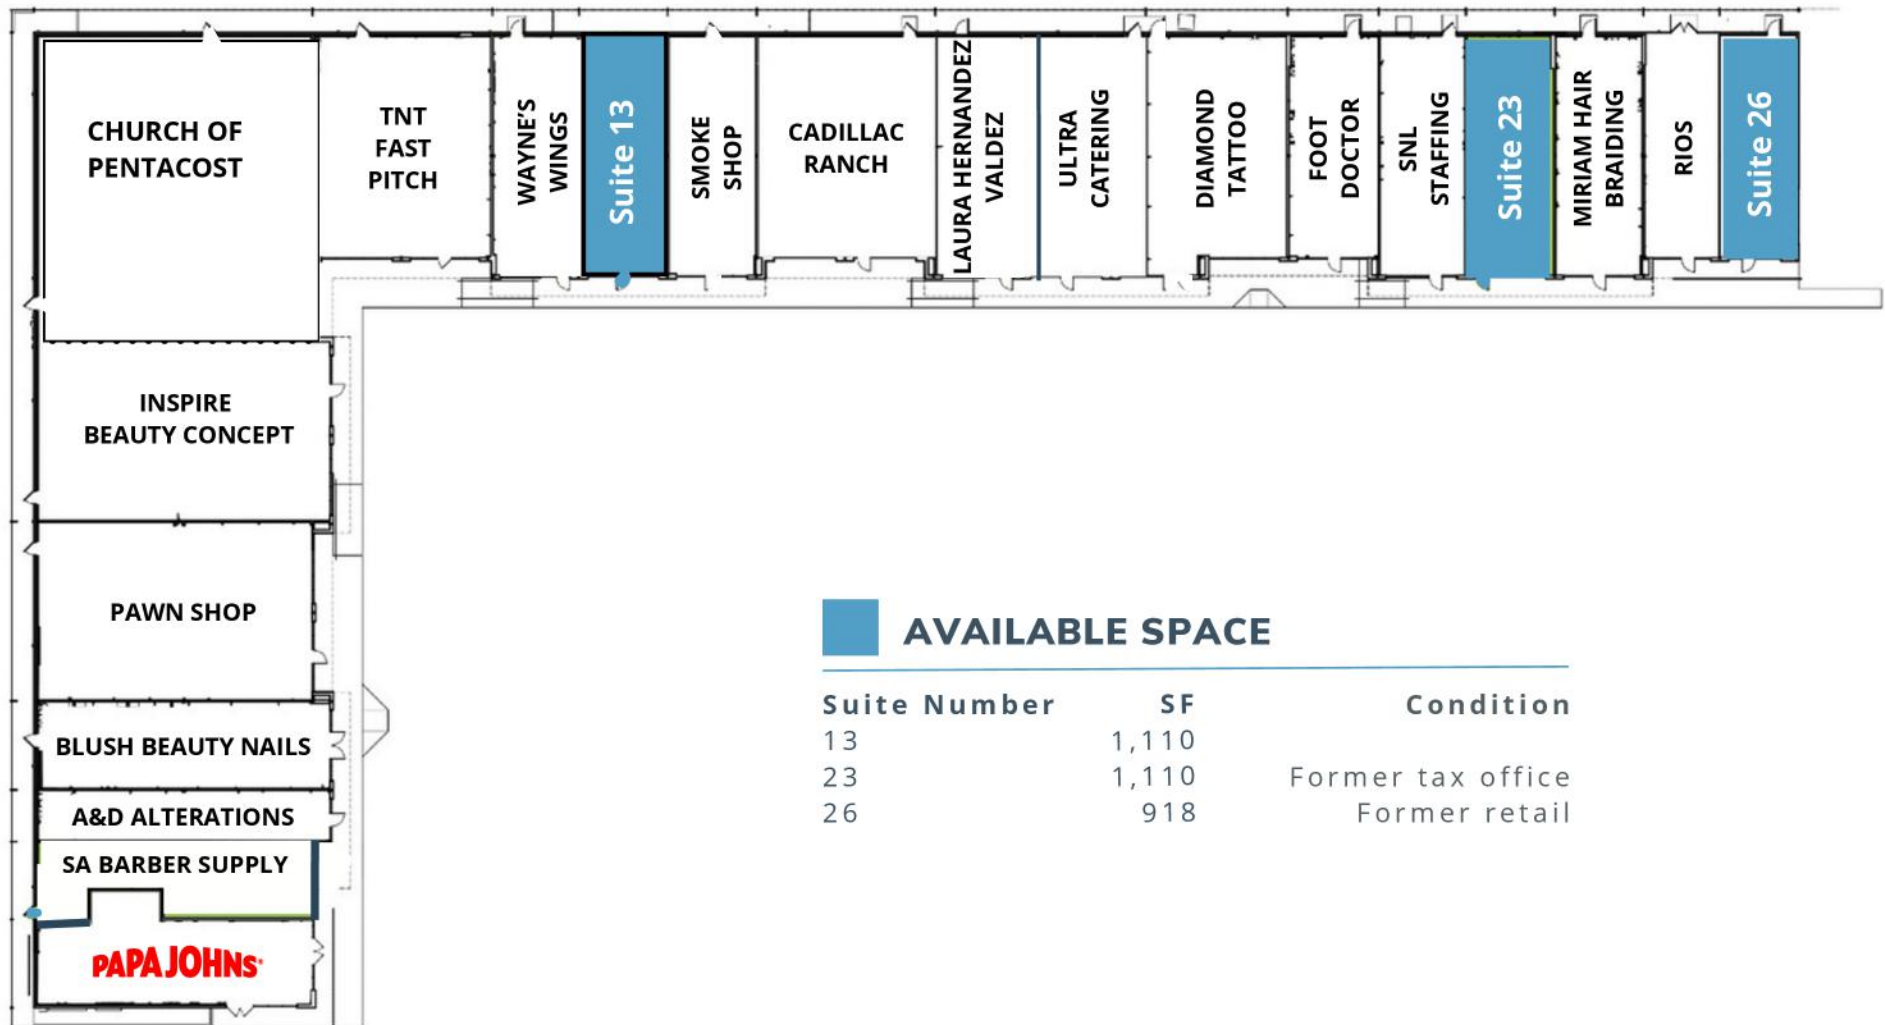 CHURCH OF
PENTACOST
TNT
FAST
PITCH
WAYNE'S
WINGS
Suite 13
SMOKE
SHOP
CADILLAC
RANCH
LAURA HERNANDEZ
VALDEZ
ULTRA
CATERING
DIAMOND
TATTOO
FOOT
DOCTOR
SNL
STAFFING
Suite 23
MIRIAM HAIR
BRAIDING
RIOS
Suite 26
INSPIRE
BEAUTY CONCEPT
PAWN SHOP
BLUSH BEAUTY NAILS
A&D ALTERATIONS
SA BARBER SUPPLY
PAPA JOHNS
AVAILABLE SPACE
Suite Number SF Condition
13 1,110
23 1,110 Former tax office
26 918 Former retail